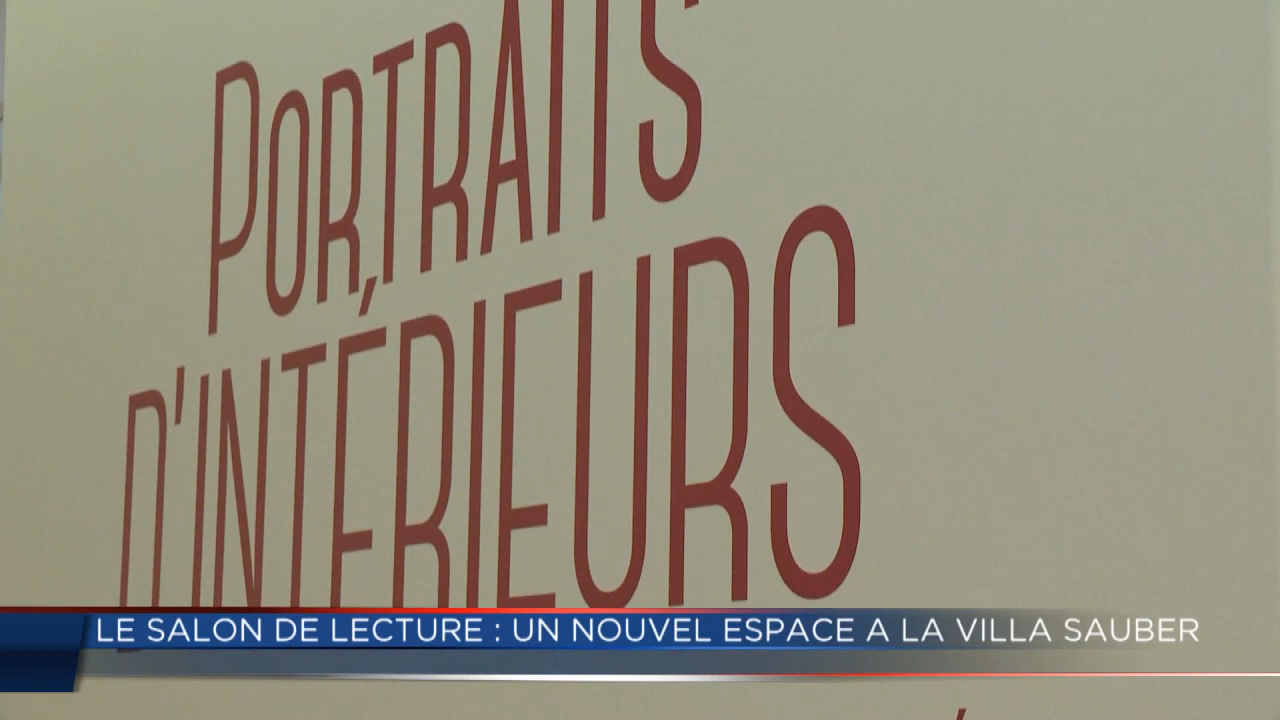 PORTRAITS
D'INTÉRIEURS
LE SALON DE LECTURE : UN NOUVEL ESPACE A LA VILLA SAUBER